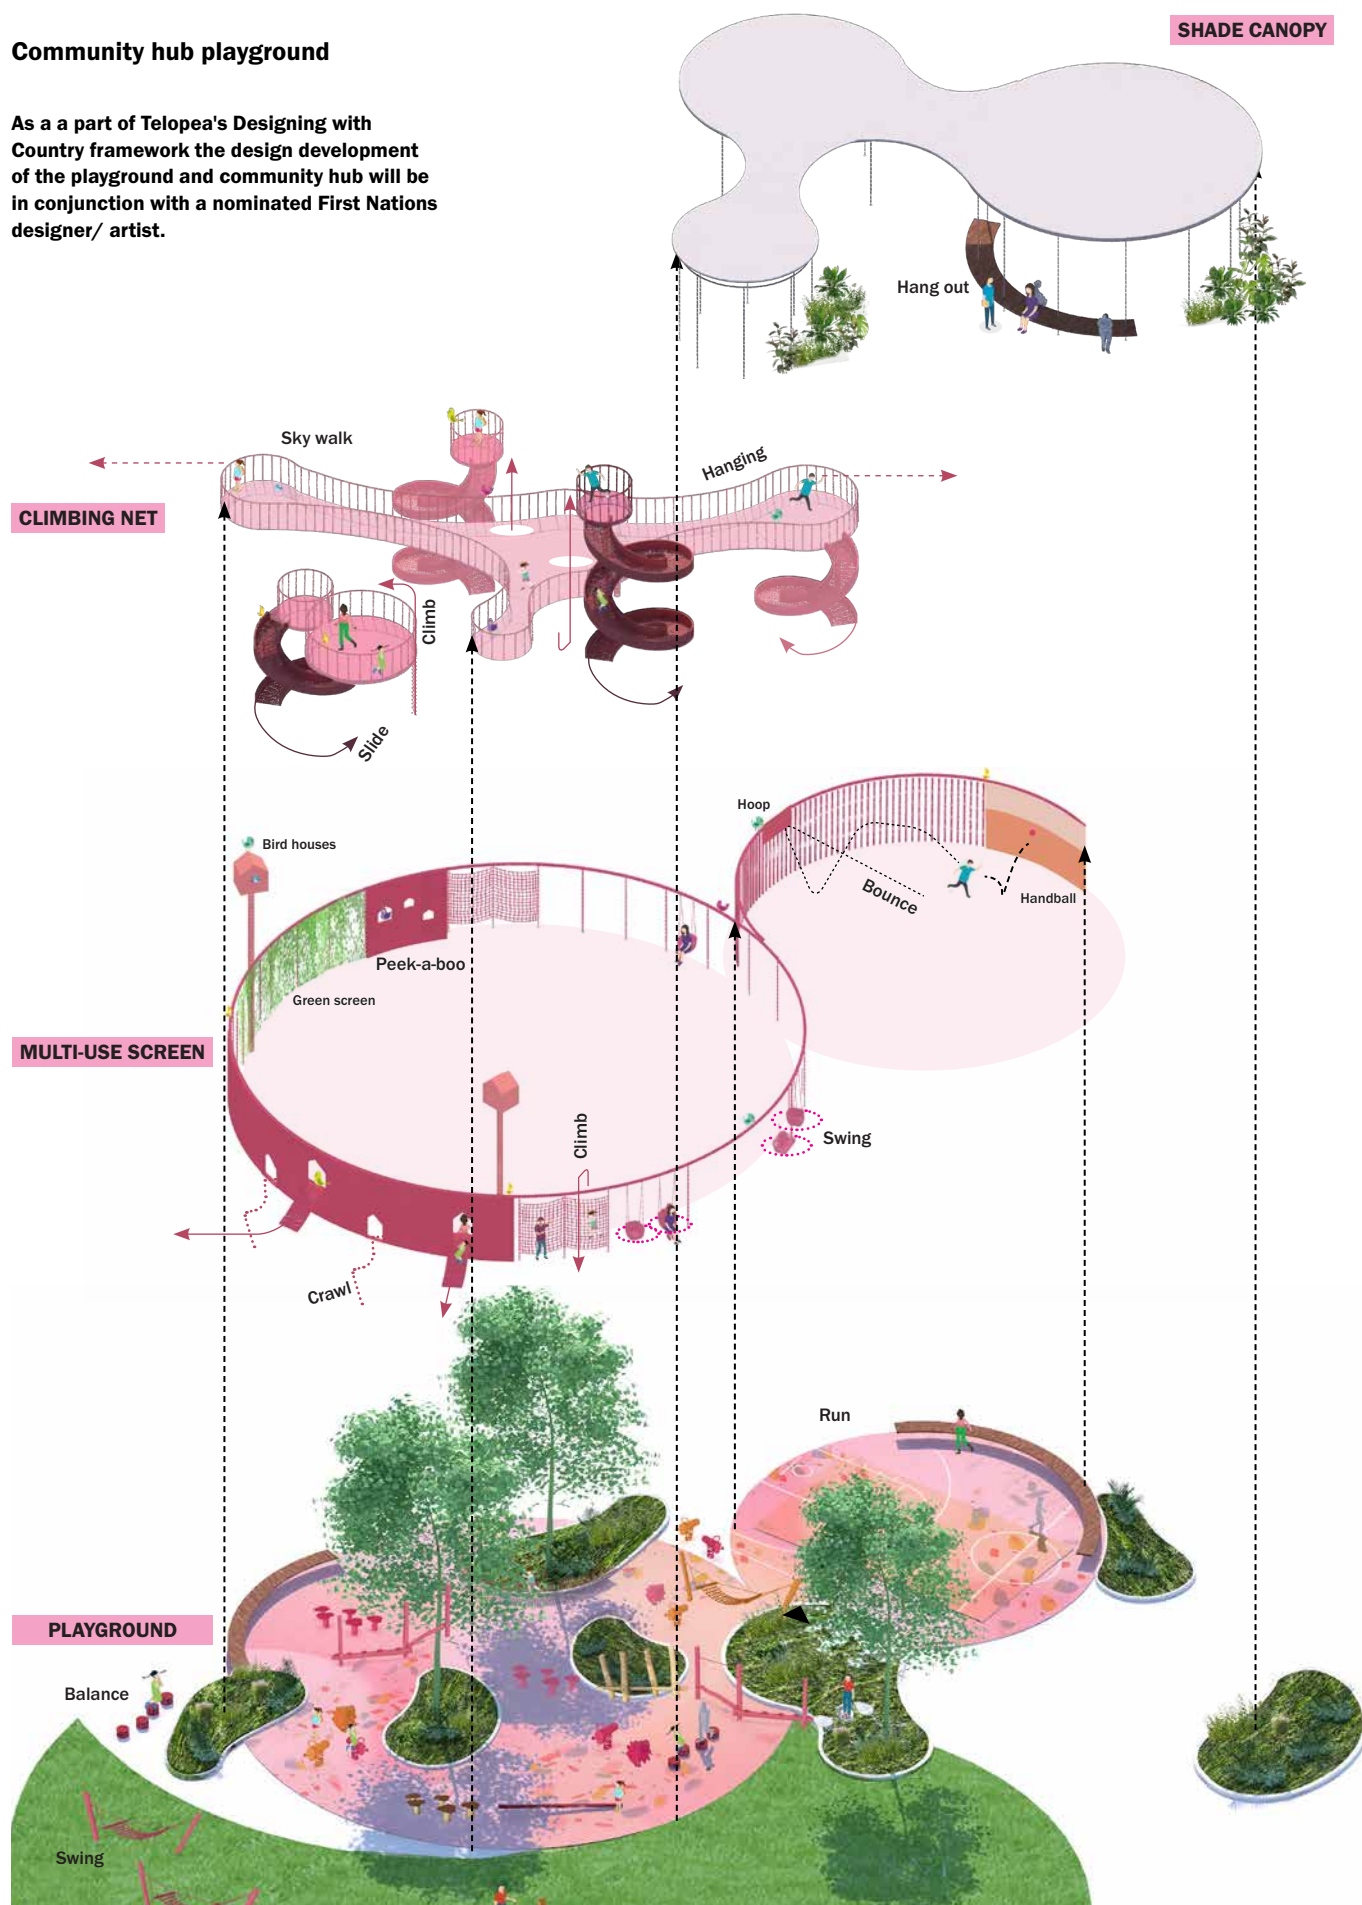 Community hub playground
SHADE CANOPY
As a a part of Telopea's Designing with
Country framework the design development
of the playground and community hub will be
in conjunction with a nominated First Nations
designer/ artist.
Hang out
Sky walk
Hanging
CLIMBING NET
Climb
Slide
Hoop
Bird houses
Bounce
Handball
Peek-a-boo
Green screen
MULTI-USE SCREEN
Climb
Swing
Crawl
Run
PLAYGROUND
Balance
Swing